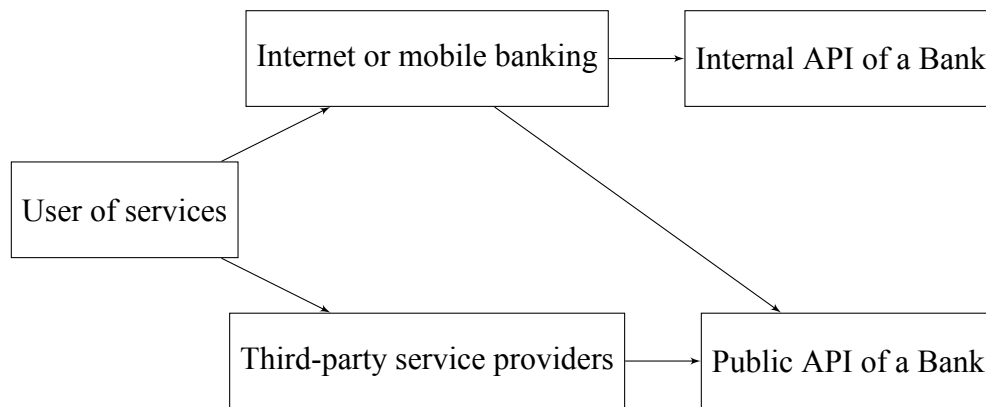 Internet or mobile banking
Internal API of a Bank
User of services
Third-party service providers
Public API of a Bank